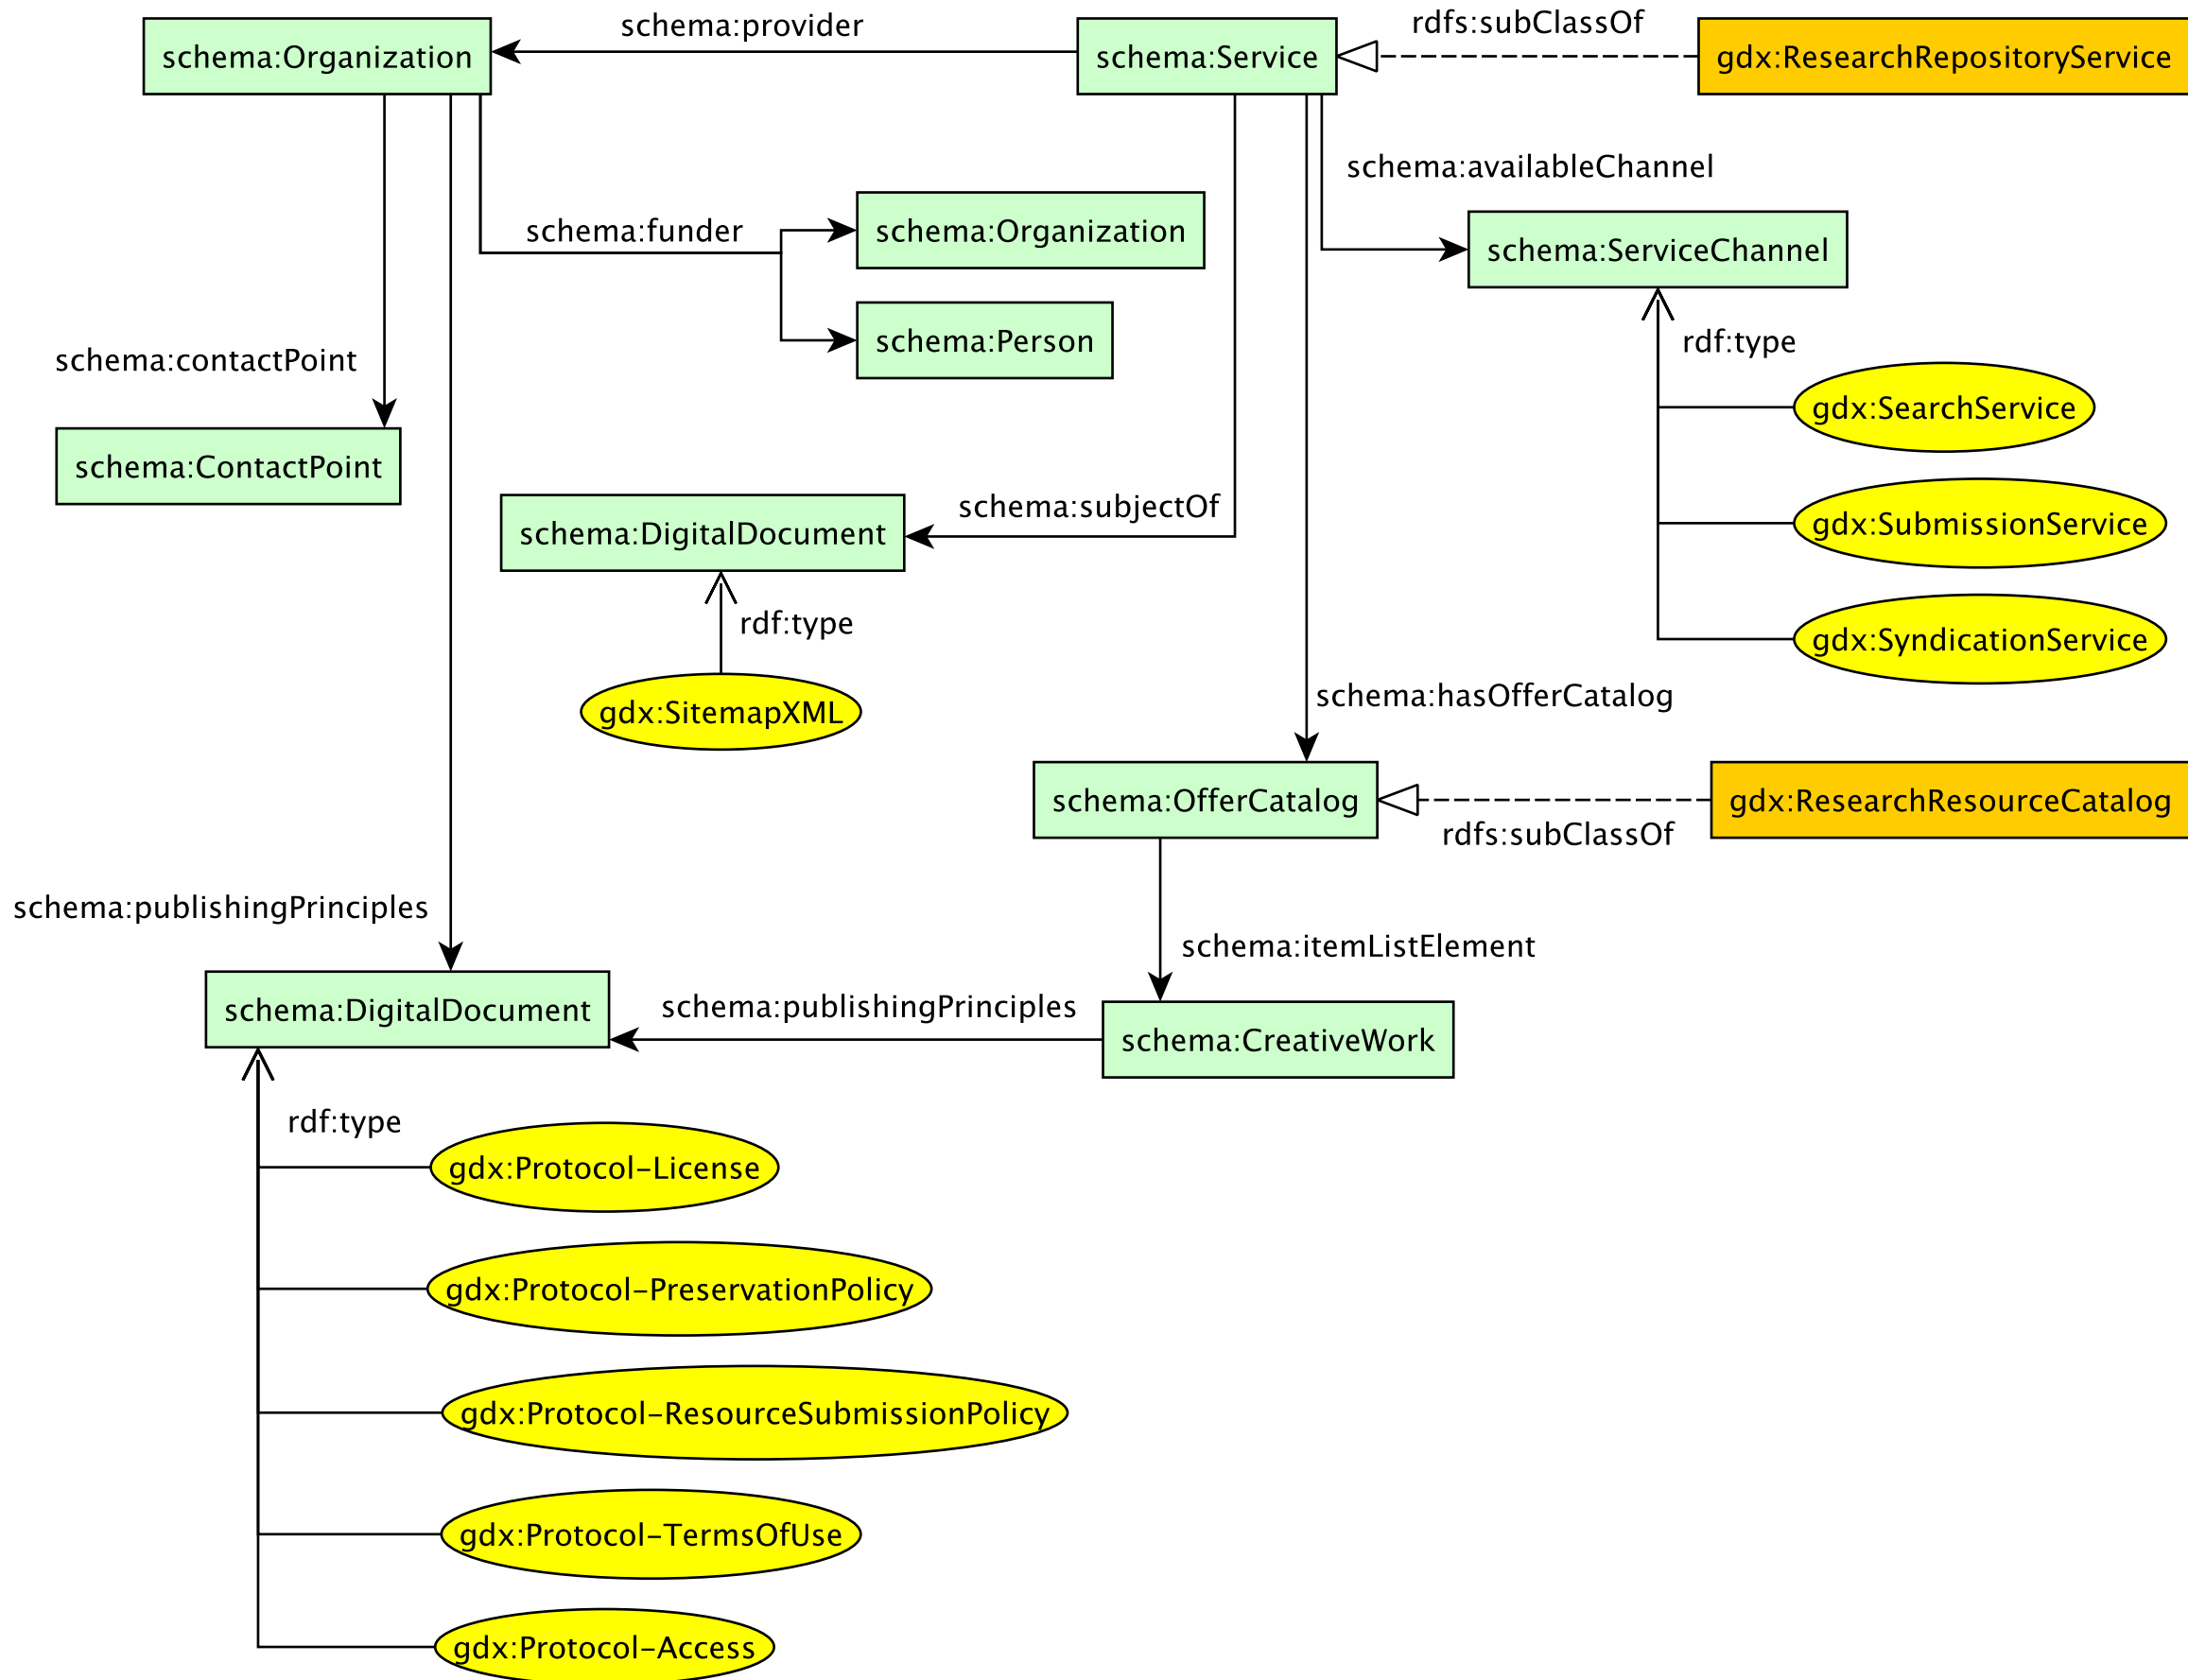 schema:provider
rdfs:subClassOf
schema:Organization
schema:Service
gdx:ResearchRepositoryService
schema:availableChannel
schema:funder
schema:Organization
schema:ServiceChannel
schema:Person
rdf:type
schema:contactPoint
gdx:SearchService
schema:ContactPoint
schema:subjectOf
schema:DigitalDocument
gdx:SubmissionService
rdf:type
gdx:SyndicationService
schema:hasOfferCatalog
gdx:SitemapXML
schema:OfferCatalog
gdx:ResearchResourceCatalog
rdfs:subClassOf
schema:publishingPrinciples
schema:itemListElement
schema:DigitalDocument
schema:publishingPrinciples
schema:CreativeWork
rdf:type
gdx:Protocol-License
gdx:Protocol-PreservationPolicy
gdx:Protocol-ResourceSubmissionPolicy
gdx:Protocol-TermsOfUse
gdx:Protocol-Access